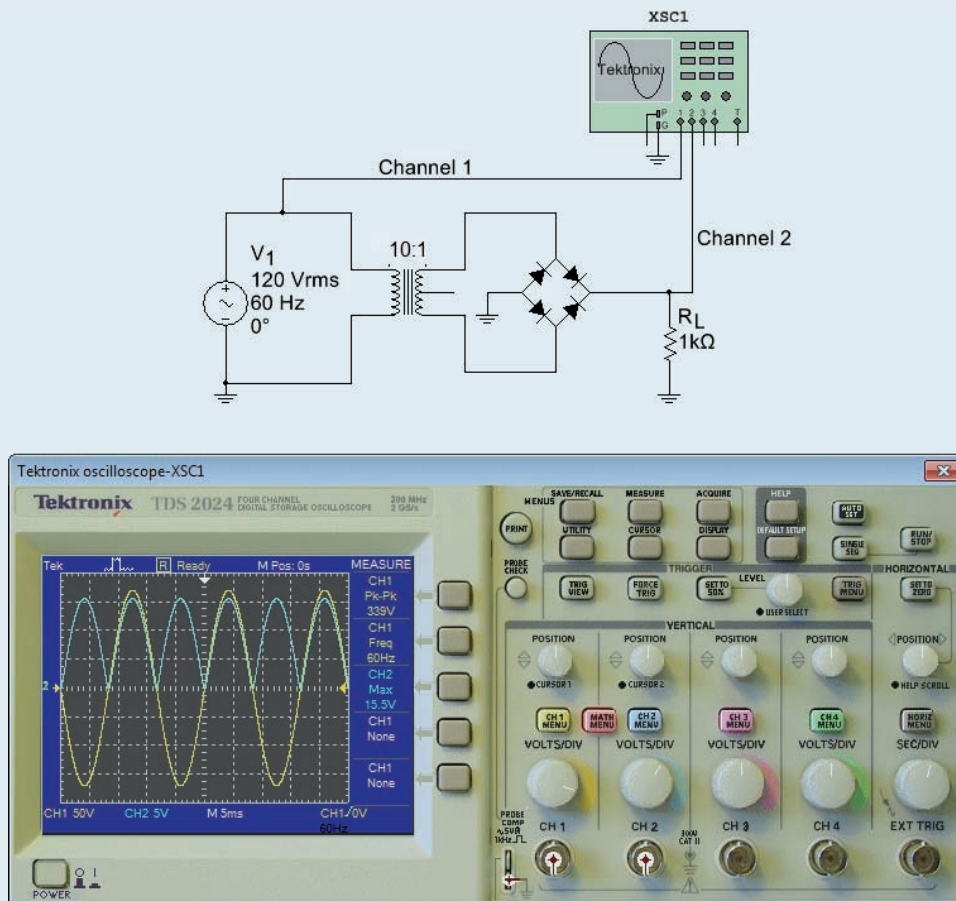 XSC1
Tektronix
P
G
1 2 3 4 T
Channel 1
Channel 2
V1
120 Vrms
60 Hz
0°
10:1
RL
1kΩ
Tektronix oscilloscope-XSC1
Tektronix TDS 2024 FOUR CHANNEL DIGITAL STORAGE OSCILLOSCOPE
200 MHz
2 GS/s
Tek R Ready M Pos: 0s MEASURE
CH1
Pk-Pk
339V
CH1
Freq
60Hz
CH2
Max
15.5V
CH1
None
CH1
None
2
CH1 50V CH2 5V M 5ms CH1 0V
60Hz
POWER
MENUS
SAVE/RECALL MEASURE ACQUIRE
UTILITY CURSOR DISPLAY
PRINT
HELP
DEFAULT SETUP
AUTO SET
SINGLE SEQ
RUN/STOP
PROBE CHECK
TRIGGER
TRIG VIEW
FORCE TRIG
SET TO 50%
LEVEL
USER SELECT
TRIG MENU
HORIZONTAL
SET TO ZERO
VERTICAL
POSITION POSITION POSITION POSITION POSITION
CURSOR 1 CURSOR 2 HELP SCROLL
CH 1 MENU
MATH MENU
CH 2 MENU
CH 3 MENU
CH 4 MENU
HORIZ MENU
VOLTS/DIV VOLTS/DIV VOLTS/DIV VOLTS/DIV SEC/DIV
PROBE COMP
1kHz
CH 1 CH 2 CH 3 CH 4 EXT TRIG
300V
CAT II